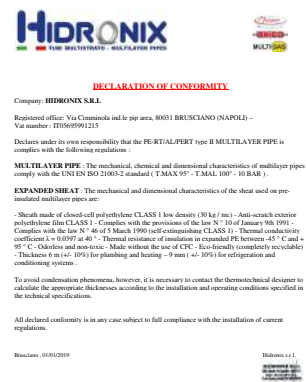 HIDRONIX
TUBI MULTISTRATO - MULTILAYER PIPES
UNICO
MULTIGAS
DECLARATION OF CONFORMITY
Company: HIDRONIX S.R.L
Registered office: Via Cimminola ind.le pip area, 80031 BRUSCIANO (NAPOLI) –
Vat number : IT05695991215
Declares under its own responsibility that the PE-RT/AL/PERT type II MULTILAYER PIPE is
complies with the following regulations :
MULTILAYER PIPE : The mechanical, chemical and dimensional characteristics of multilayer pipes
comply with the UNI EN ISO 21003-2 standard ( T.MAX 95° - T.MAL 100° - 10 BAR ) .
EXPANDED SHEAT : The mechanical and dimensional characteristics of the sheat used on pre-
insulated multilayer pipes are:
- Sheath made of closed-cell polyethylene CLASS 1 low density (30 kg / mc) - Anti-scratch exterior
polyethylene film CLASS 1 - Complies with the provisions of the law N ° 10 of January 9th 1991 -
Complies with the law N ° 46 of 5 March 1990 (self-extinguishing CLASS 1) - Thermal conductivity
coefficient λ = 0.0397 at 40 ° - Thermal resistance of insulation in expanded PE between -45 ° C and +
95 ° C - Odorless and non-toxic - Made without the use of CFC - Eco-friendly (completely recyclable)
- Thickness 6 m (+/- 10%) for plumbing and heating – 9 mm ( +/- 10%) for refrigeration and
conditioning systems .
To avoid condensation phenomena, however, it is necessary to contact the thermotechnical designer to
calculate the appropriate thicknesses according to the installation and operating conditions specified in
the technical specifications.
All declared conformity is in any case subject to full compliance with the installation of current
regulations.
Brusciano , 01/01/2019
Hidronix s.r.l.